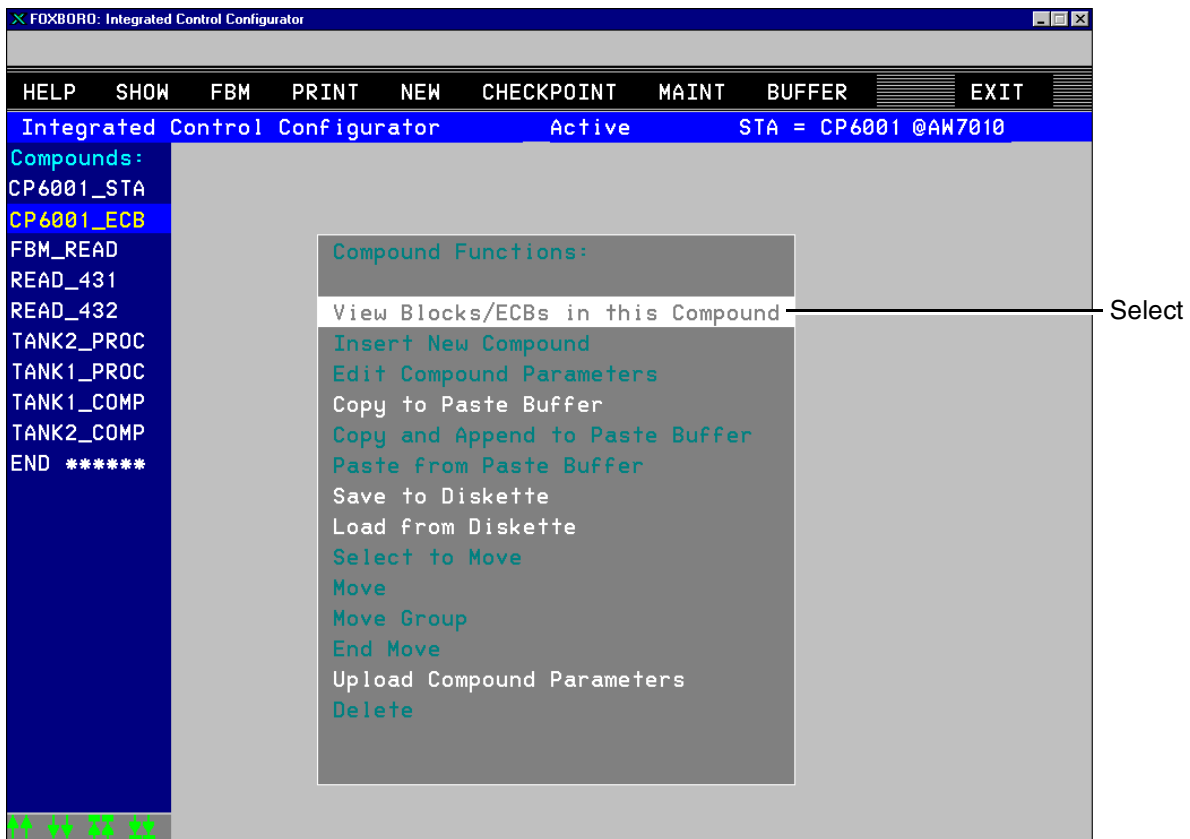 FOXBORO: Integrated Control Configurator
HELP SHOW FBM PRINT NEW CHECKPOINT MAINT BUFFER EXIT
Integrated Control Configurator Active STA = CP6001 @AW7010
Compounds:
CP6001_STA
CP6001_ECB
FBM_READ
READ_431
READ_432
TANK2_PROC
TANK1_PROC
TANK1_COMP
TANK2_COMP
END ******
Compound Functions:
View Blocks/ECBs in this Compound
Insert New Compound
Edit Compound Parameters
Copy to Paste Buffer
Copy and Append to Paste Buffer
Paste from Paste Buffer
Save to Diskette
Load from Diskette
Select to Move
Move
Move Group
End Move
Upload Compound Parameters
Delete
Select